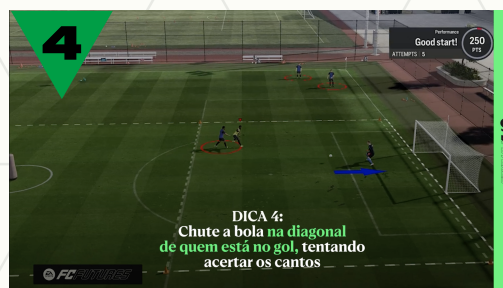 4
Performance
Good start!
ATTEMPTS 5
250
PTS
DICA 4:
Chute a bola na diagonal
de quem está no gol, tentando
acertar os cantos
FC FUTURES